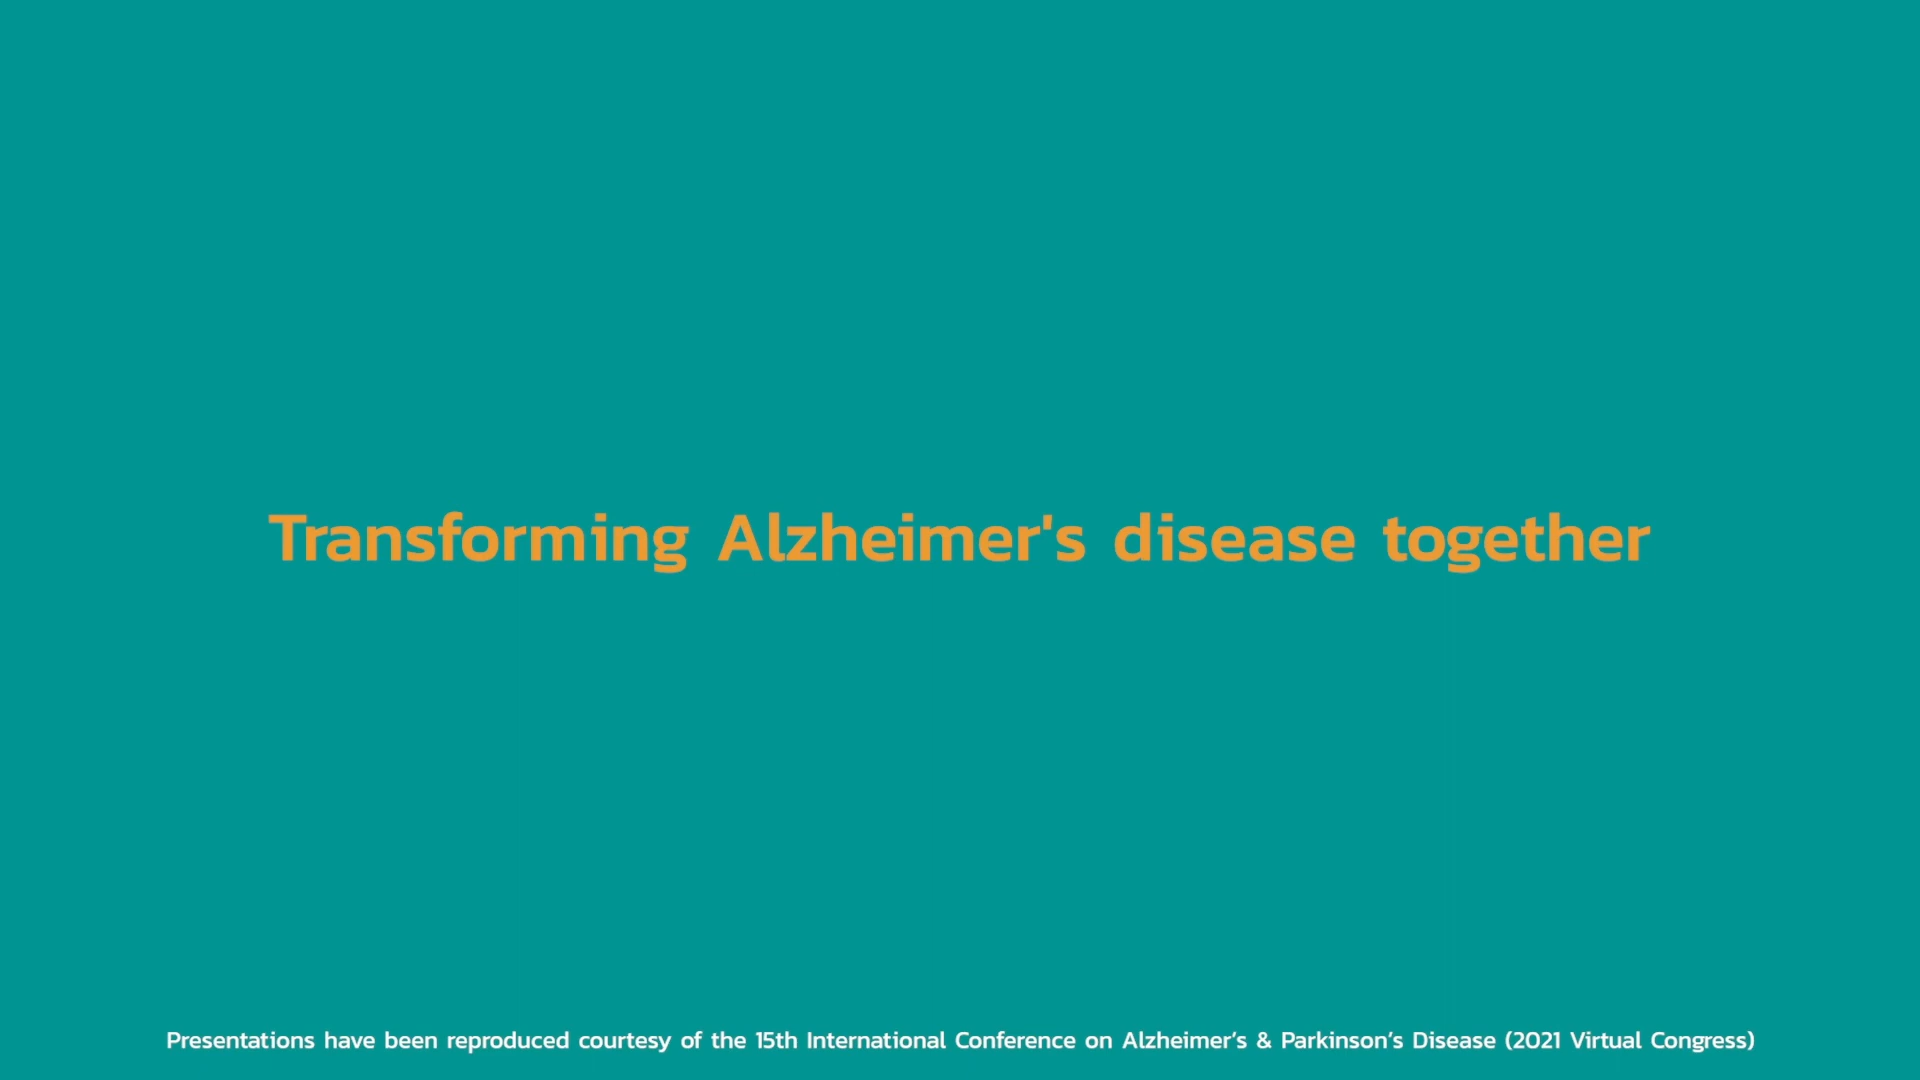 Transforming Alzheimer's disease together
Presentations have been reproduced courtesy of the 15th International Conference on Alzheimer’s & Parkinson’s Disease (2021 Virtual Congress)